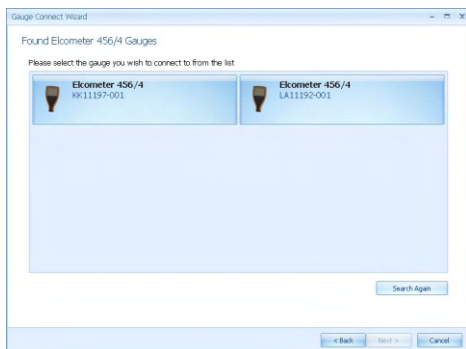 Gauge Connect Wizard
Found Elcometer 456/4 Gauges
Please select the gauge you wish to connect to from the list
Elcometer 456/4
KK11197-001
Elcometer 456/4
LA11192-001
Search Again
< Back
Next >
Cancel